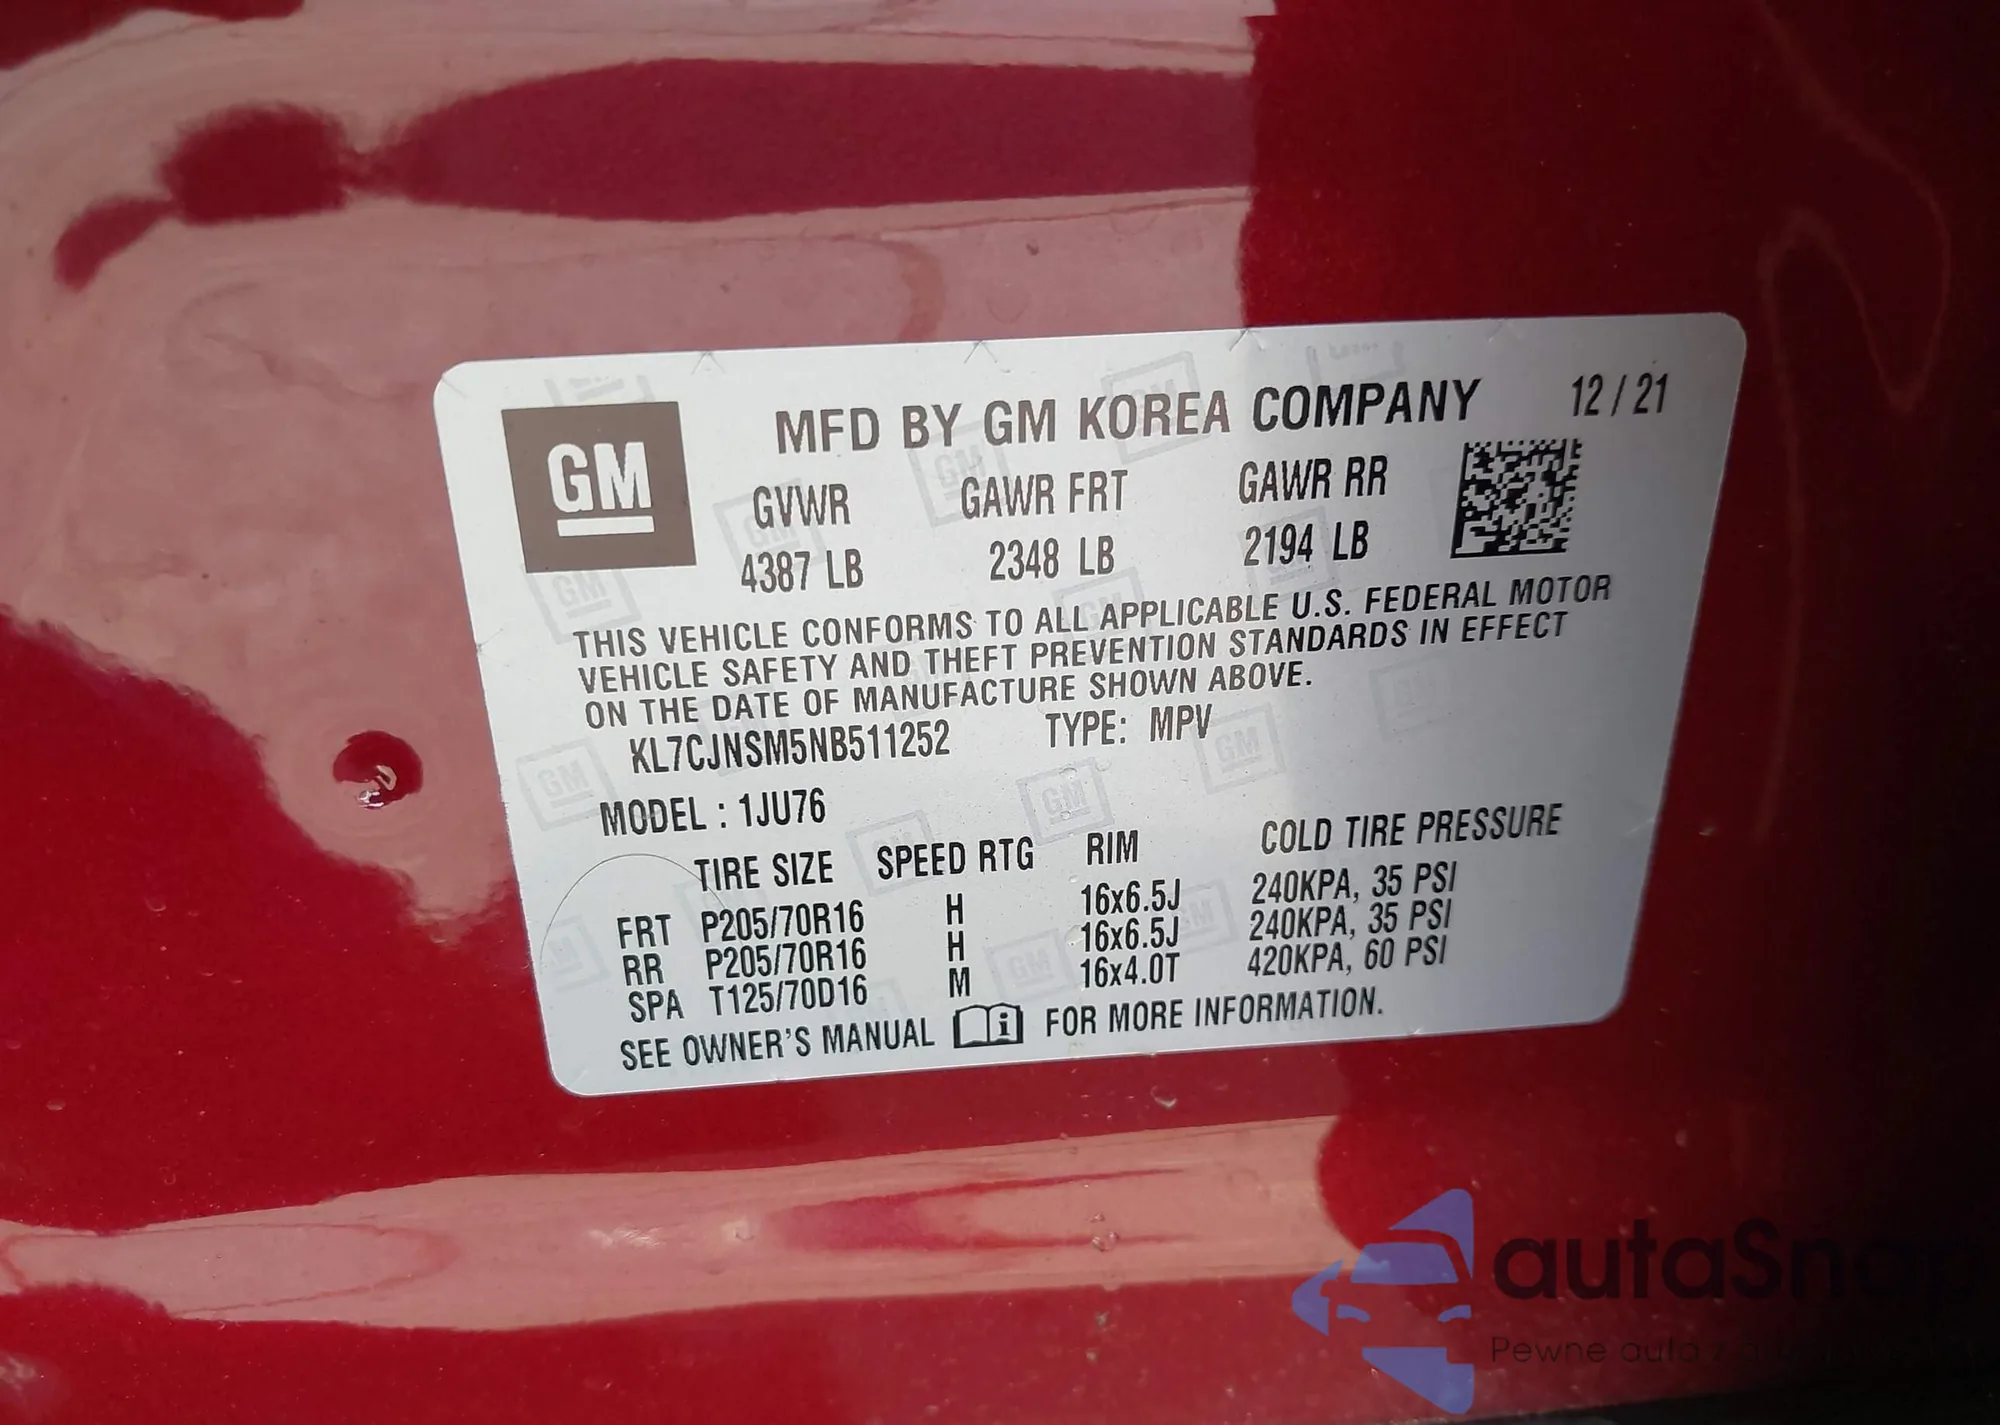 GM
MFD BY GM KOREA COMPANY 12 / 21
GVWR GAWR FRT GAWR RR
4387 LB 2348 LB 2194 LB
THIS VEHICLE CONFORMS TO ALL APPLICABLE U.S. FEDERAL MOTOR
VEHICLE SAFETY AND THEFT PREVENTION STANDARDS IN EFFECT
ON THE DATE OF MANUFACTURE SHOWN ABOVE.
KL7CJNSM5NB511252 TYPE: MPV
MODEL : 1JU76
TIRE SIZE SPEED RTG RIM COLD TIRE PRESSURE
FRT P205/70R16 H 16x6.5J 240KPA, 35 PSI
RR P205/70R16 H 16x6.5J 240KPA, 35 PSI
SPA T125/70D16 M 16x4.0T 420KPA, 60 PSI
SEE OWNER'S MANUAL i FOR MORE INFORMATION.
autaSna
Pewne auta z